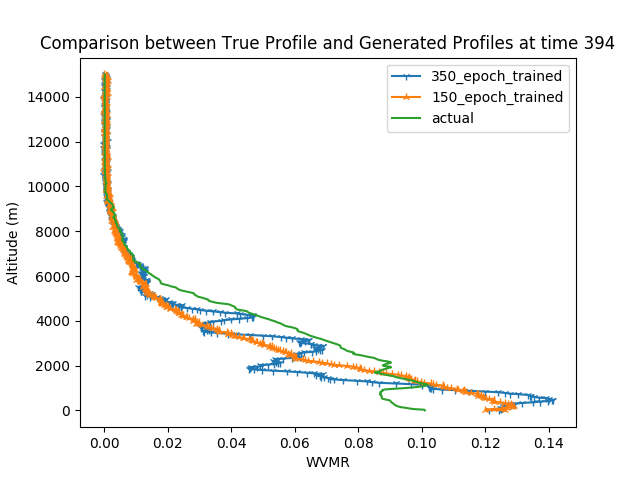 Comparison between True Profile and Generated Profiles at time 394
350_epoch_trained
150_epoch_trained
actual
14000
12000
10000
8000
6000
4000
2000
0
Altitude (m)
0.00 0.02 0.04 0.06 0.08 0.10 0.12 0.14
WVMR